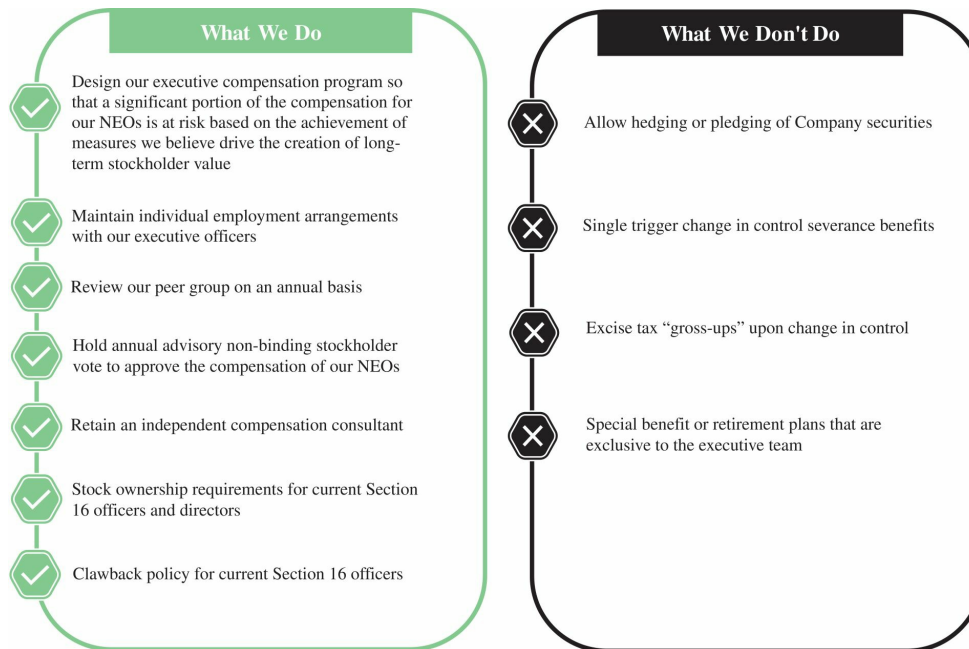 What We Do
Design our executive compensation program so
that a significant portion of the compensation for
our NEOs is at risk based on the achievement of
measures we believe drive the creation of long-
term stockholder value
Maintain individual employment arrangements
with our executive officers
Review our peer group on an annual basis
Hold annual advisory non-binding stockholder
vote to approve the compensation of our NEOs
Retain an independent compensation consultant
Stock ownership requirements for current Section
16 officers and directors
Clawback policy for current Section 16 officers
What We Don't Do
Allow hedging or pledging of Company securities
Single trigger change in control severance benefits
Excise tax “gross-ups” upon change in control
Special benefit or retirement plans that are
exclusive to the executive team